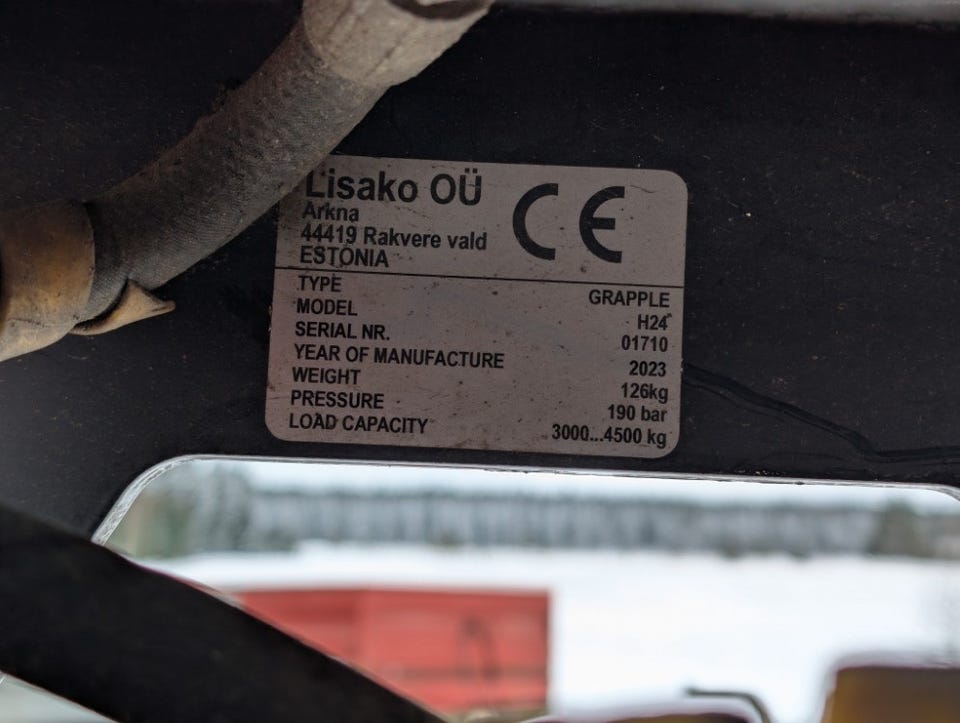 Lisako OÜ
Arkna
44419 Rakvere vald
ESTONIA
CE
TYPE GRAPPLE
MODEL H24
SERIAL NR. 01710
YEAR OF MANUFACTURE 2023
WEIGHT 126kg
PRESSURE 190 bar
LOAD CAPACITY 3000...4500 kg